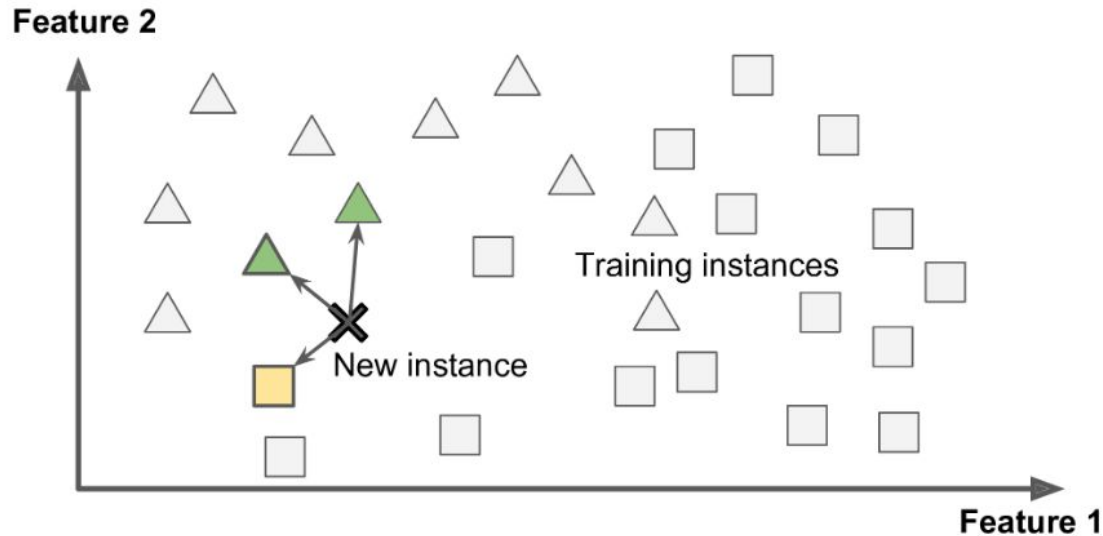 Feature 2
Training instances
New instance
Feature 1